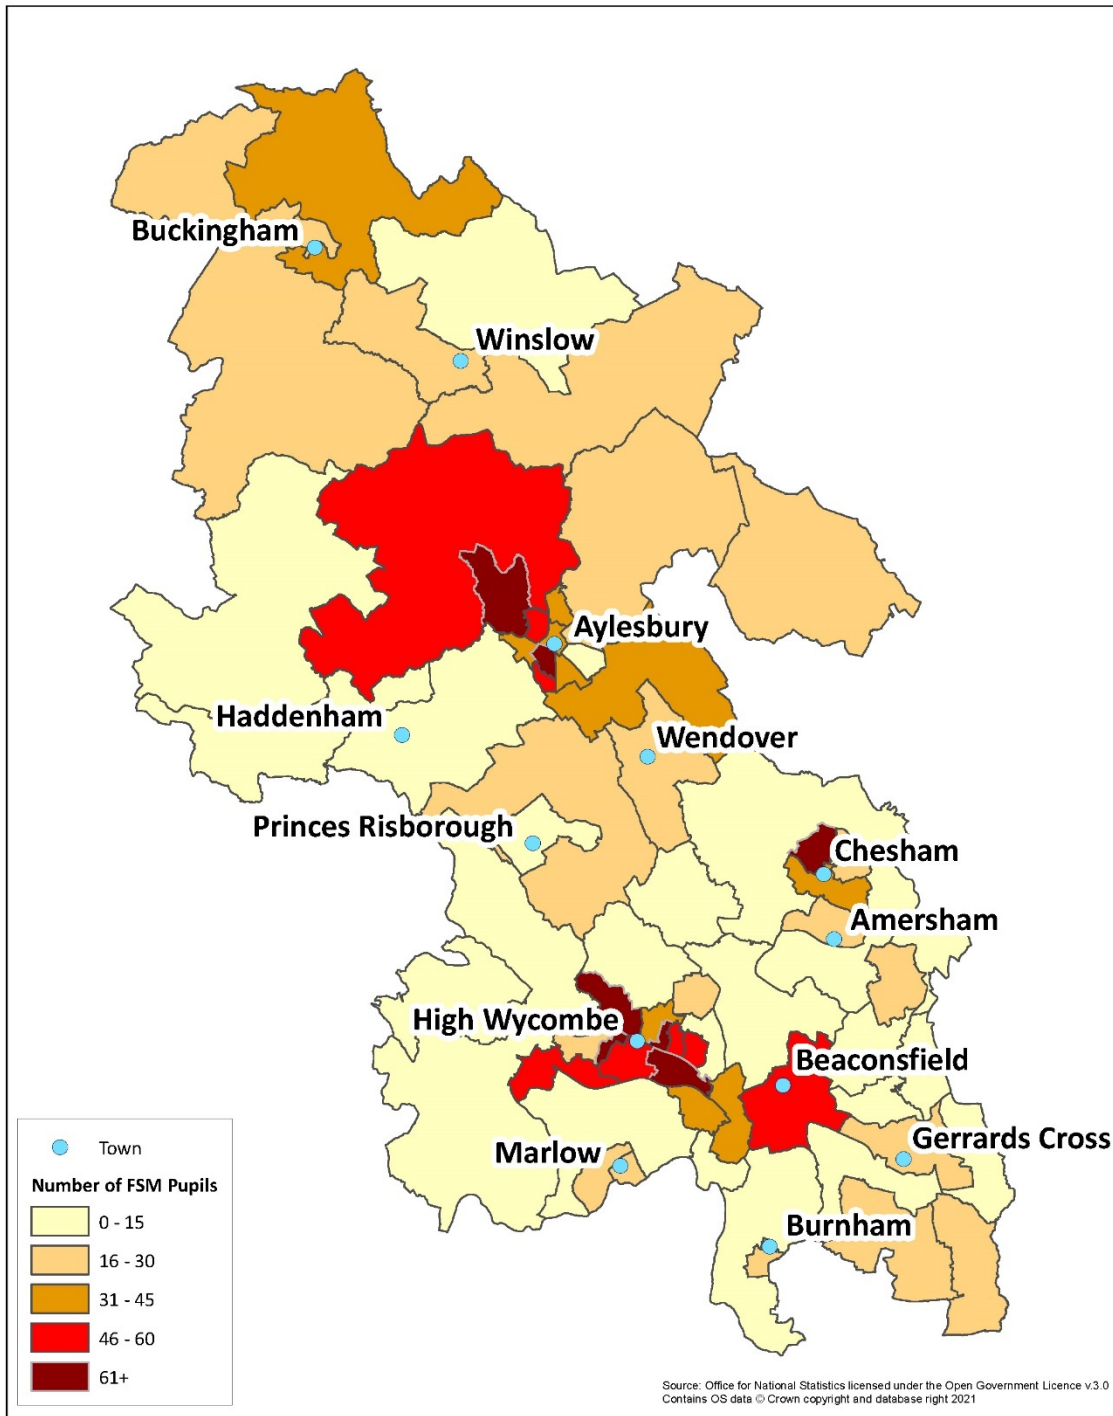 Buckingham
Winslow
Aylesbury
Haddenham
Wendover
Princes Risborough
Chesham
Amersham
High Wycombe
Beaconsfield
Marlow
Gerrards Cross
Burnham
Town
Number of FSM Pupils
0 - 15
16 - 30
31 - 45
46 - 60
61+
Source: Office for National Statistics licensed under the Open Government Licence v.3.0
Contains OS data © Crown copyright and database right 2021